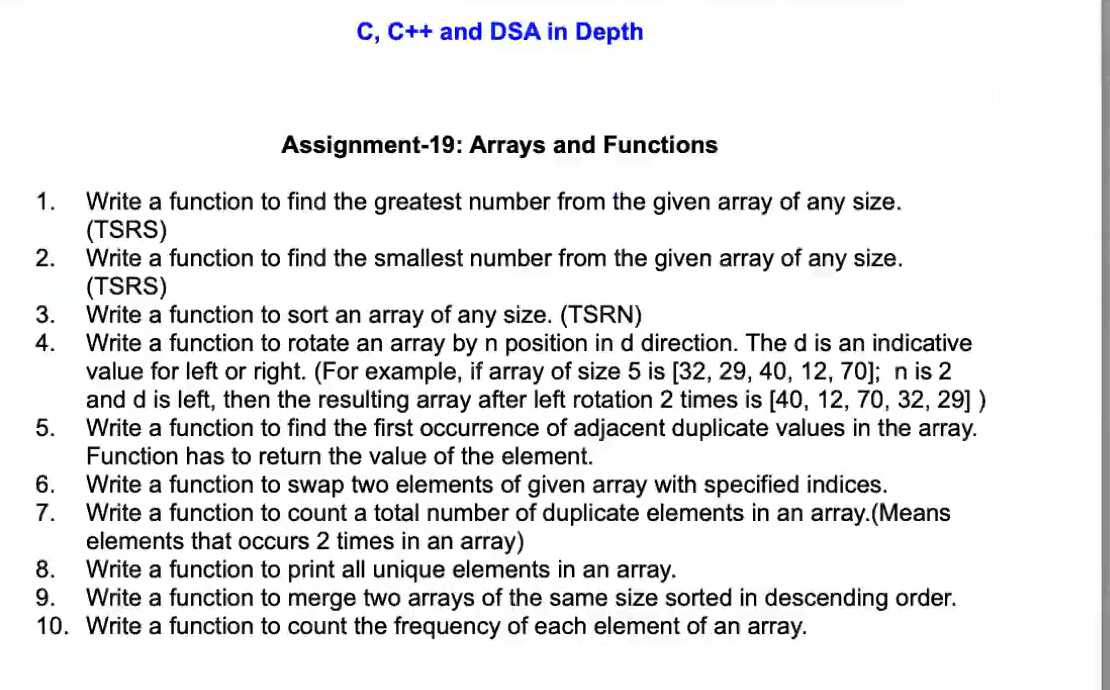 C, C++ and DSA in Depth
Assignment-19: Arrays and Functions
1. Write a function to find the greatest number from the given array of any size.
(TSRS)
2. Write a function to find the smallest number from the given array of any size.
(TSRS)
3. Write a function to sort an array of any size. (TSRN)
4. Write a function to rotate an array by n position in d direction. The d is an indicative
value for left or right. (For example, if array of size 5 is [32, 29, 40, 12, 70]; n is 2
and d is left, then the resulting array after left rotation 2 times is [40, 12, 70, 32, 29] )
5. Write a function to find the first occurrence of adjacent duplicate values in the array.
Function has to return the value of the element.
6. Write a function to swap two elements of given array with specified indices.
7. Write a function to count a total number of duplicate elements in an array.(Means
elements that occurs 2 times in an array)
8. Write a function to print all unique elements in an array.
9. Write a function to merge two arrays of the same size sorted in descending order.
10. Write a function to count the frequency of each element of an array.